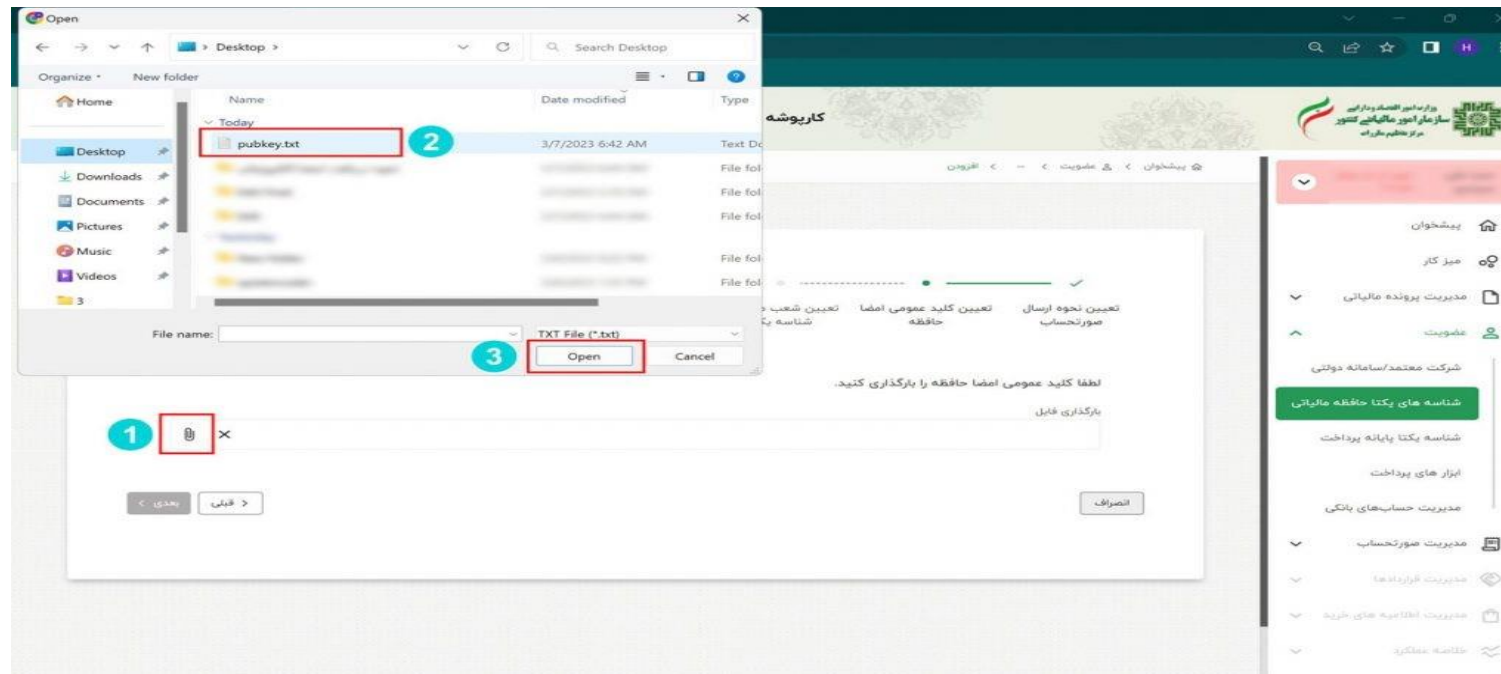 Open
Desktop
Search Desktop
Organize
New folder
Home
Desktop
Downloads
Documents
Pictures
Music
Videos
3
Name
Date modified
Type
Today
pubkey.txt
3/7/2023 6:42 AM
Text Do
File fol
File fol
File fol
File fol
File fol
File name:
TXT File (*.txt)
Open
Cancel
1
2
3
H
کارپوشه
سازمان امور مالیاتی کشور
پیشخوان > عضویت > ... > افزودن
تعیین نحوه ارسال صورتحساب
تعیین کلید عمومی امضا حافظه
تعیین شعب
شناسه یک
لطفا کلید عمومی امضا حافظه را بارگذاری کنید.
بارگذاری فایل
انصراف
< قبلی
بعدی >
پیشخوان
میز کار
مدیریت پرونده مالیاتی
عضویت
شرکت معتمد/سامانه دولتی
شناسه های یکتا حافظه مالیاتی
شناسه یکتا پایانه پرداخت
ابزار های پرداخت
مدیریت حساب‌های بانکی
مدیریت صورتحساب
مدیریت قراردادها
مدیریت اطلاعیه های خرید
خلاصه عملکرد